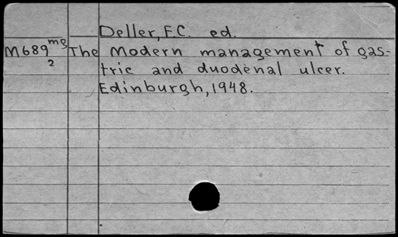 Deller, F.C. ed.
M689 mg The Modern management of gas-
2 tric and duodenal ulcer.
Edinburgh, 1948.